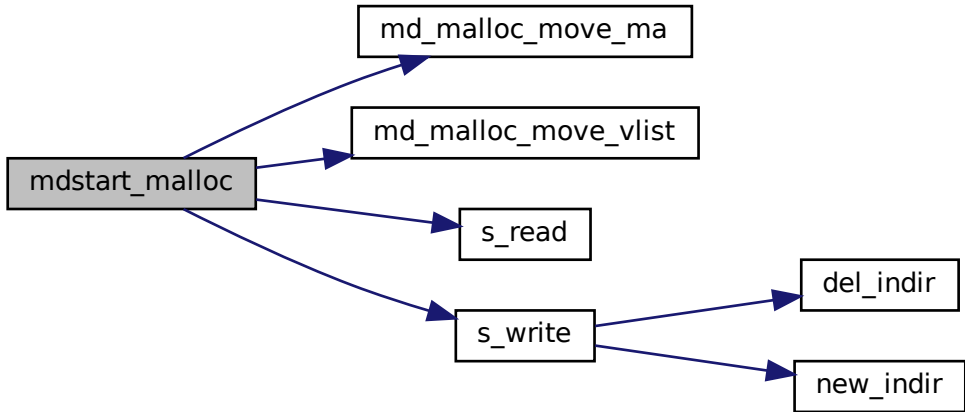 md_malloc_move_ma
md_malloc_move_vlist
mdstart_malloc
s_read
del_indir
s_write
new_indir